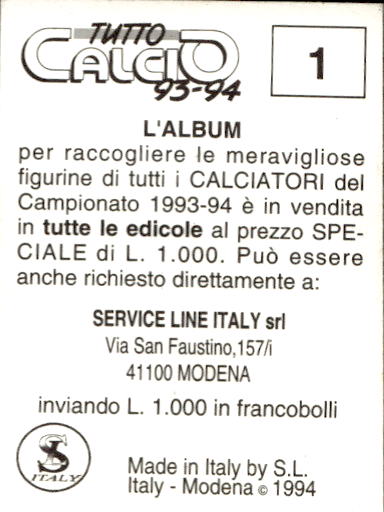 TUTTO
CALCIO
93-94
1
L'ALBUM
per raccogliere le meravigliose
figurine di tutti i CALCIATORI del
Campionato 1993-94 è in vendita
in tutte le edicole al prezzo SPE-
CIALE di L. 1.000. Può essere
anche richiesto direttamente a:
SERVICE LINE ITALY srl
Via San Faustino,157/i
41100 MODENA
inviando L. 1.000 in francobolli
SL
ITALY
Made in Italy by S.L.
Italy - Modena © 1994